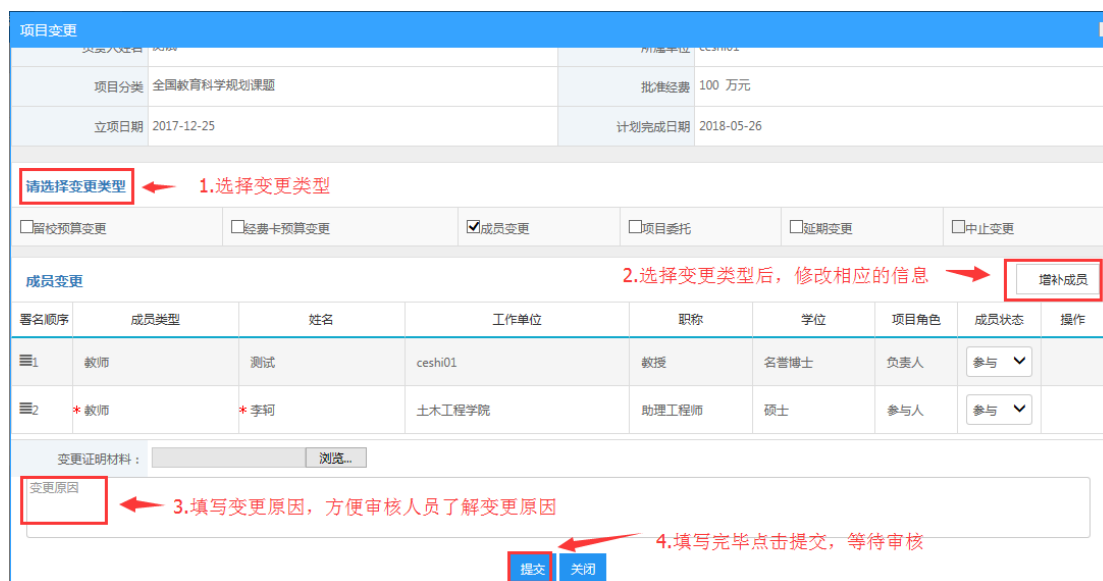 项目变更
项目分类 全国教育科学规划课题 批准经费 100 万元
立项日期 2017-12-25 计划完成日期 2018-05-26
请选择变更类型 1.选择变更类型
留校预算变更 经费卡预算变更 成员变更 项目委托 延期变更 中止变更
成员变更 2.选择变更类型后，修改相应的信息 增补成员
署名顺序 成员类型 姓名 工作单位 职称 学位 项目角色 成员状态 操作
1 教师 测试 ceshi01 教授 名誉博士 负责人 参与
2 * 教师 * 李轲 土木工程学院 助理工程师 硕士 参与人 参与
变更证明材料： 浏览...
变更原因
3.填写变更原因，方便审核人员了解变更原因
4.填写完毕点击提交，等待审核
提交 关闭